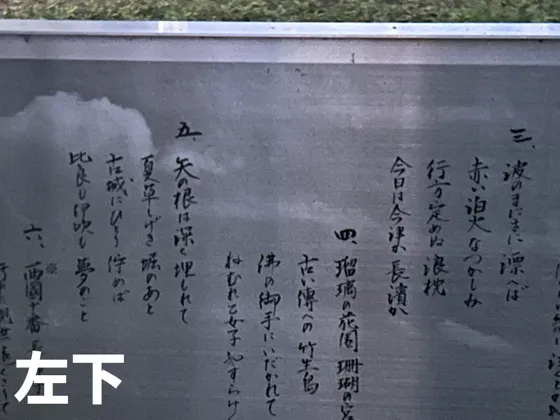 三、波のまにまに漂へば
赤い泊火なつかしみ
行方定めぬ浪枕
今日は今津か長濱か
四、瑠璃の花園珊瑚の宮
古い傳への竹生島
佛の御手にいだかれて
ねむれ乙女子やすらけく
五、矢の根は深く埋もれて
夏草しげき堀のあと
古城にひとり佇めば
比良も伊吹も夢のごと
六、西國十番長
左下